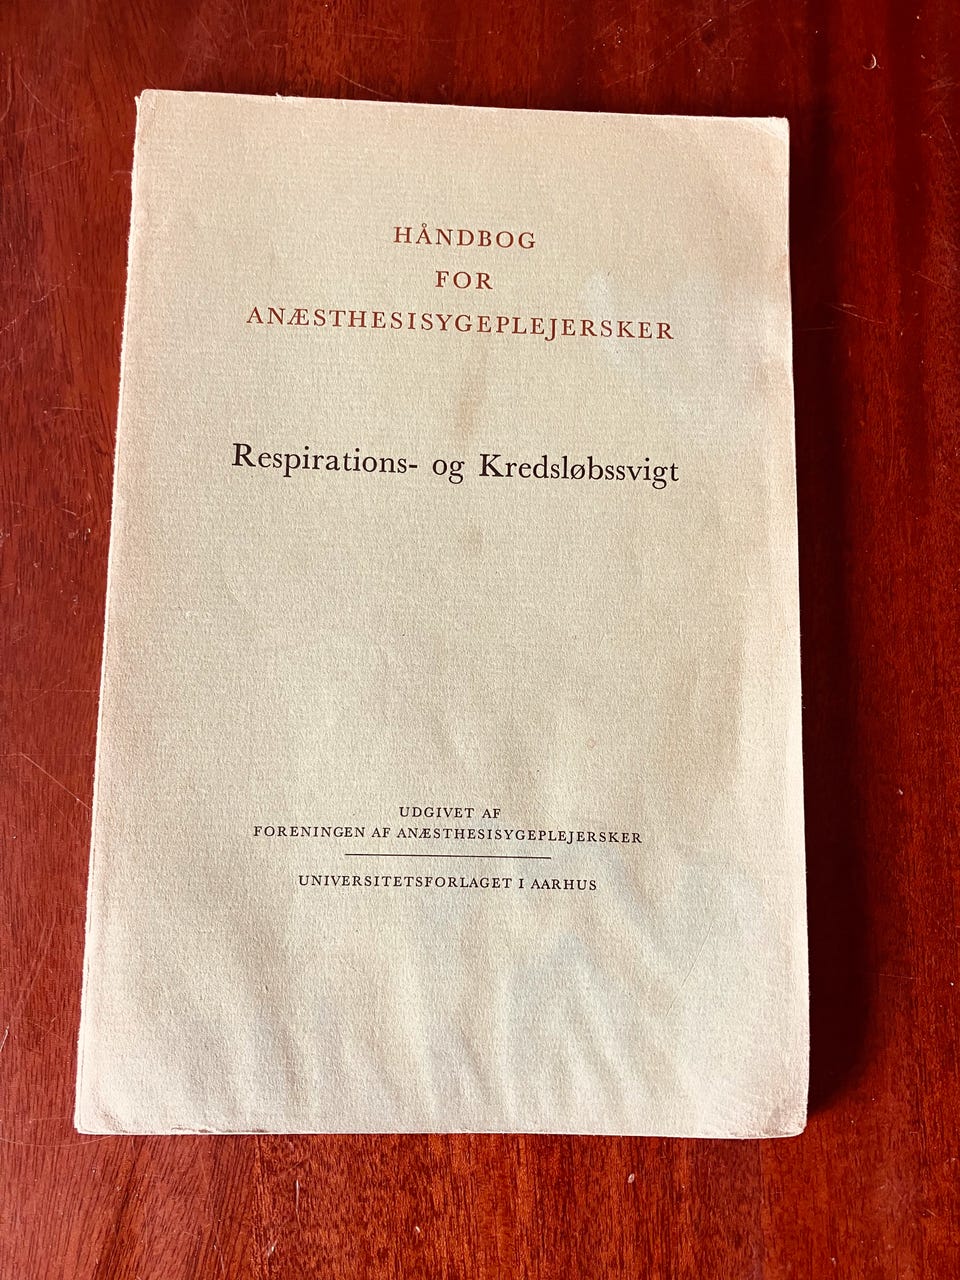 HÅNDBOG
FOR
ANÆSTHESISYGEPLEJERSKER
Respirations- og Kredsløbssvigt
UDGIVET AF
FORENINGEN AF ANÆSTHESISYGEPLEJERSKER
UNIVERSITETSFORLAGET I AARHUS